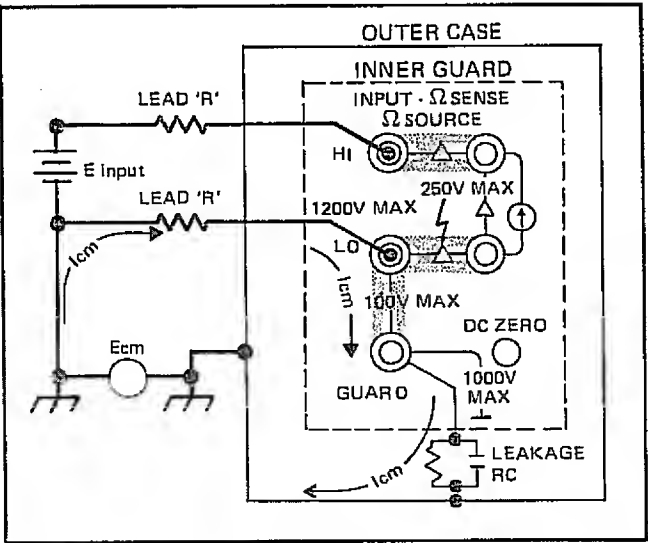 OUTER CASE
INNER GUARD
LEAD 'R'
INPUT · Ω SENSE
Ω SOURCE
HI
E Input
LEAD 'R'
250V MAX
1200V MAX
LO
Icm
Icm
100V MAX
Ecm
DC ZERO
GUARD
1000V
MAX
Icm
LEAKAGE
RC